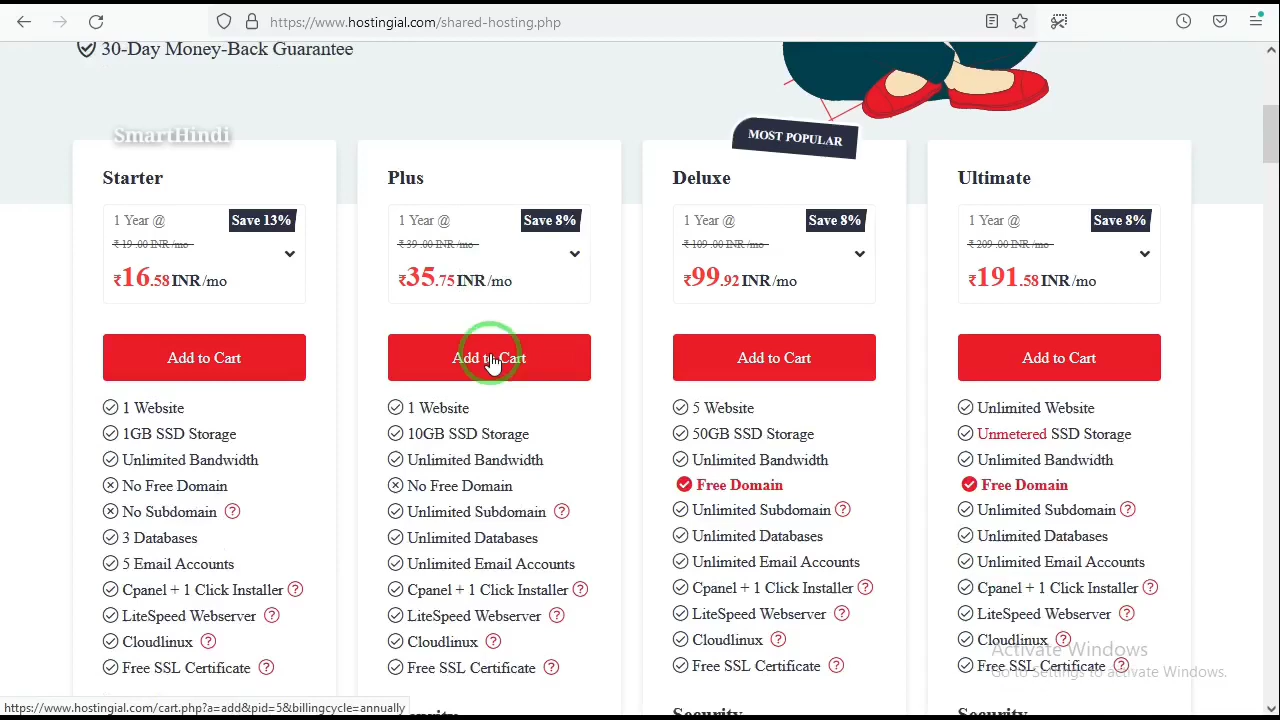 https://www.hostingial.com/shared-hosting.php
30-Day Money-Back Guarantee
SmartHindi
MOST POPULAR
Starter
1 Year @
Save 13%
₹ 19 .00 INR /mo
₹16.58 INR/mo
Add to Cart
1 Website
1GB SSD Storage
Unlimited Bandwidth
No Free Domain
No Subdomain ?
3 Databases
5 Email Accounts
Cpanel + 1 Click Installer ?
LiteSpeed Webserver ?
Cloudlinux ?
Free SSL Certificate ?
Plus
1 Year @
Save 8%
₹ 39 .00 INR /mo
₹35.75 INR/mo
Add to Cart
1 Website
10GB SSD Storage
Unlimited Bandwidth
No Free Domain
Unlimited Subdomain ?
Unlimited Databases
Unlimited Email Accounts
Cpanel + 1 Click Installer ?
LiteSpeed Webserver ?
Cloudlinux ?
Free SSL Certificate ?
Deluxe
1 Year @
Save 8%
₹ 109 .00 INR /mo
₹99.92 INR/mo
Add to Cart
5 Website
50GB SSD Storage
Unlimited Bandwidth
Free Domain
Unlimited Subdomain ?
Unlimited Databases
Unlimited Email Accounts
Cpanel + 1 Click Installer ?
LiteSpeed Webserver ?
Cloudlinux ?
Free SSL Certificate ?
Security
Ultimate
1 Year @
Save 8%
₹ 209 .00 INR /mo
₹191.58 INR/mo
Add to Cart
Unlimited Website
Unmetered SSD Storage
Unlimited Bandwidth
Free Domain
Unlimited Subdomain ?
Unlimited Databases
Unlimited Email Accounts
Cpanel + 1 Click Installer ?
LiteSpeed Webserver ?
Cloudlinux ?
Free SSL Certificate ?
Security
Activate Windows
Go to Settings to activate Windows.
https://www.hostingial.com/cart.php?a=add&pid=5&billingcycle=annually